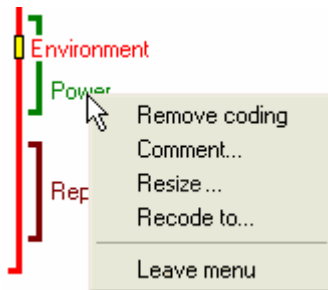 Environment
Power
Remove coding
Comment...
Resize ...
Rep
Recode to...
Leave menu